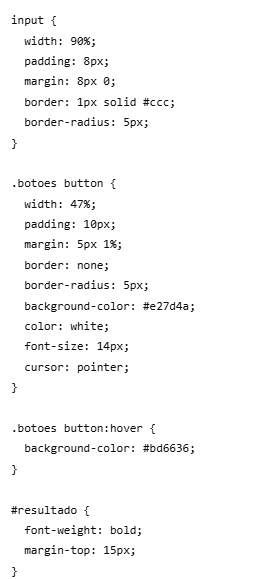 input {
  width: 90%;
  padding: 8px;
  margin: 8px 0;
  border: 1px solid #ccc;
  border-radius: 5px;
}

.botoes button {
  width: 47%;
  padding: 10px;
  margin: 5px 1%;
  border: none;
  border-radius: 5px;
  background-color: #e27d4a;
  color: white;
  font-size: 14px;
  cursor: pointer;
}

.botoes button:hover {
  background-color: #bd6636;
}

#resultado {
  font-weight: bold;
  margin-top: 15px;
}